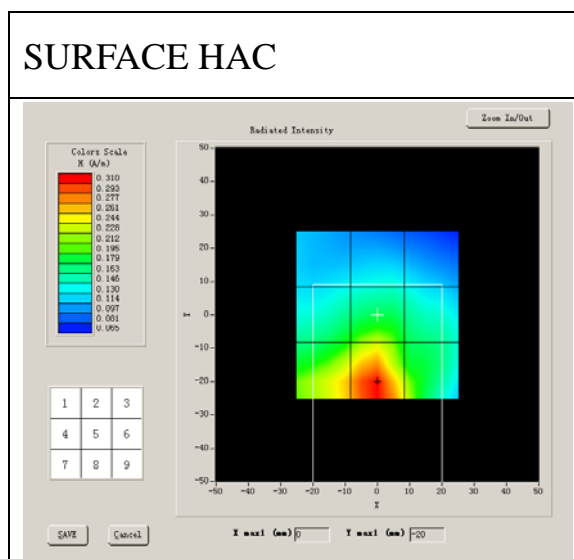 SURFACE HAC
Radiated Intensity
Zoom In/Out
Colors Scale
H (A/m)
0.310
0.293
0.277
0.261
0.244
0.228
0.212
0.195
0.179
0.163
0.146
0.130
0.114
0.097
0.081
0.065
50
40
30
20
10
0
-10
-20
-30
-40
-50
Y
-50 -40 -30 -20 -10 0 10 20 30 40 50
X
1 2 3
4 5 6
7 8 9
SAVE
Cancel
X max1 (mm) 0
Y max1 (mm) -20